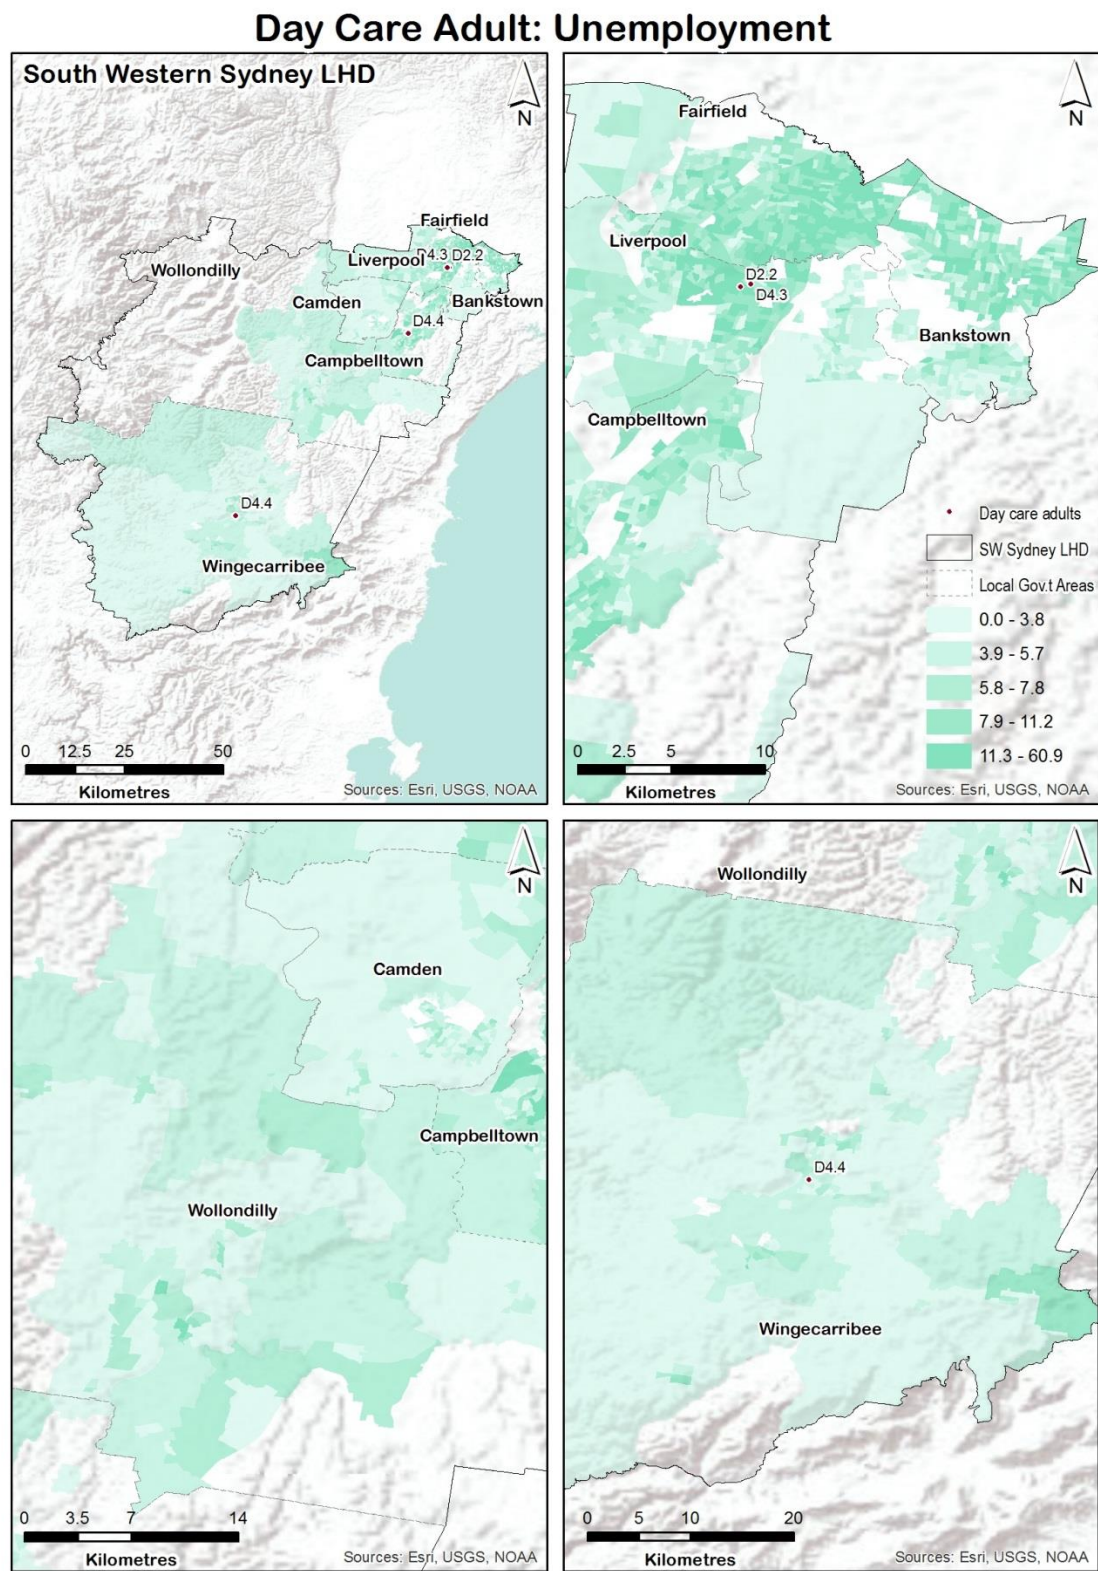 Day Care Adult: Unemployment
South Western Sydney LHD
N
Fairfield
Liverpool
D4.3 D2.2
Wollondilly
Camden
Bankstown
D4.4
Campbelltown
D4.4
Wingecarribee
0 12.5 25 50
Kilometres
Sources: Esri, USGS, NOAA
Fairfield
N
Liverpool
D2.2
D4.3
Bankstown
Campbelltown
Day care adults
SW Sydney LHD
Local Gov.t Areas
0.0 - 3.8
3.9 - 5.7
5.8 - 7.8
7.9 - 11.2
11.3 - 60.9
0 2.5 5 10
Kilometres
Sources: Esri, USGS, NOAA
N
Camden
Campbelltown
Wollondilly
0 3.5 7 14
Kilometres
Sources: Esri, USGS, NOAA
Wollondilly
N
D4.4
Wingecarribee
0 5 10 20
Kilometres
Sources: Esri, USGS, NOAA